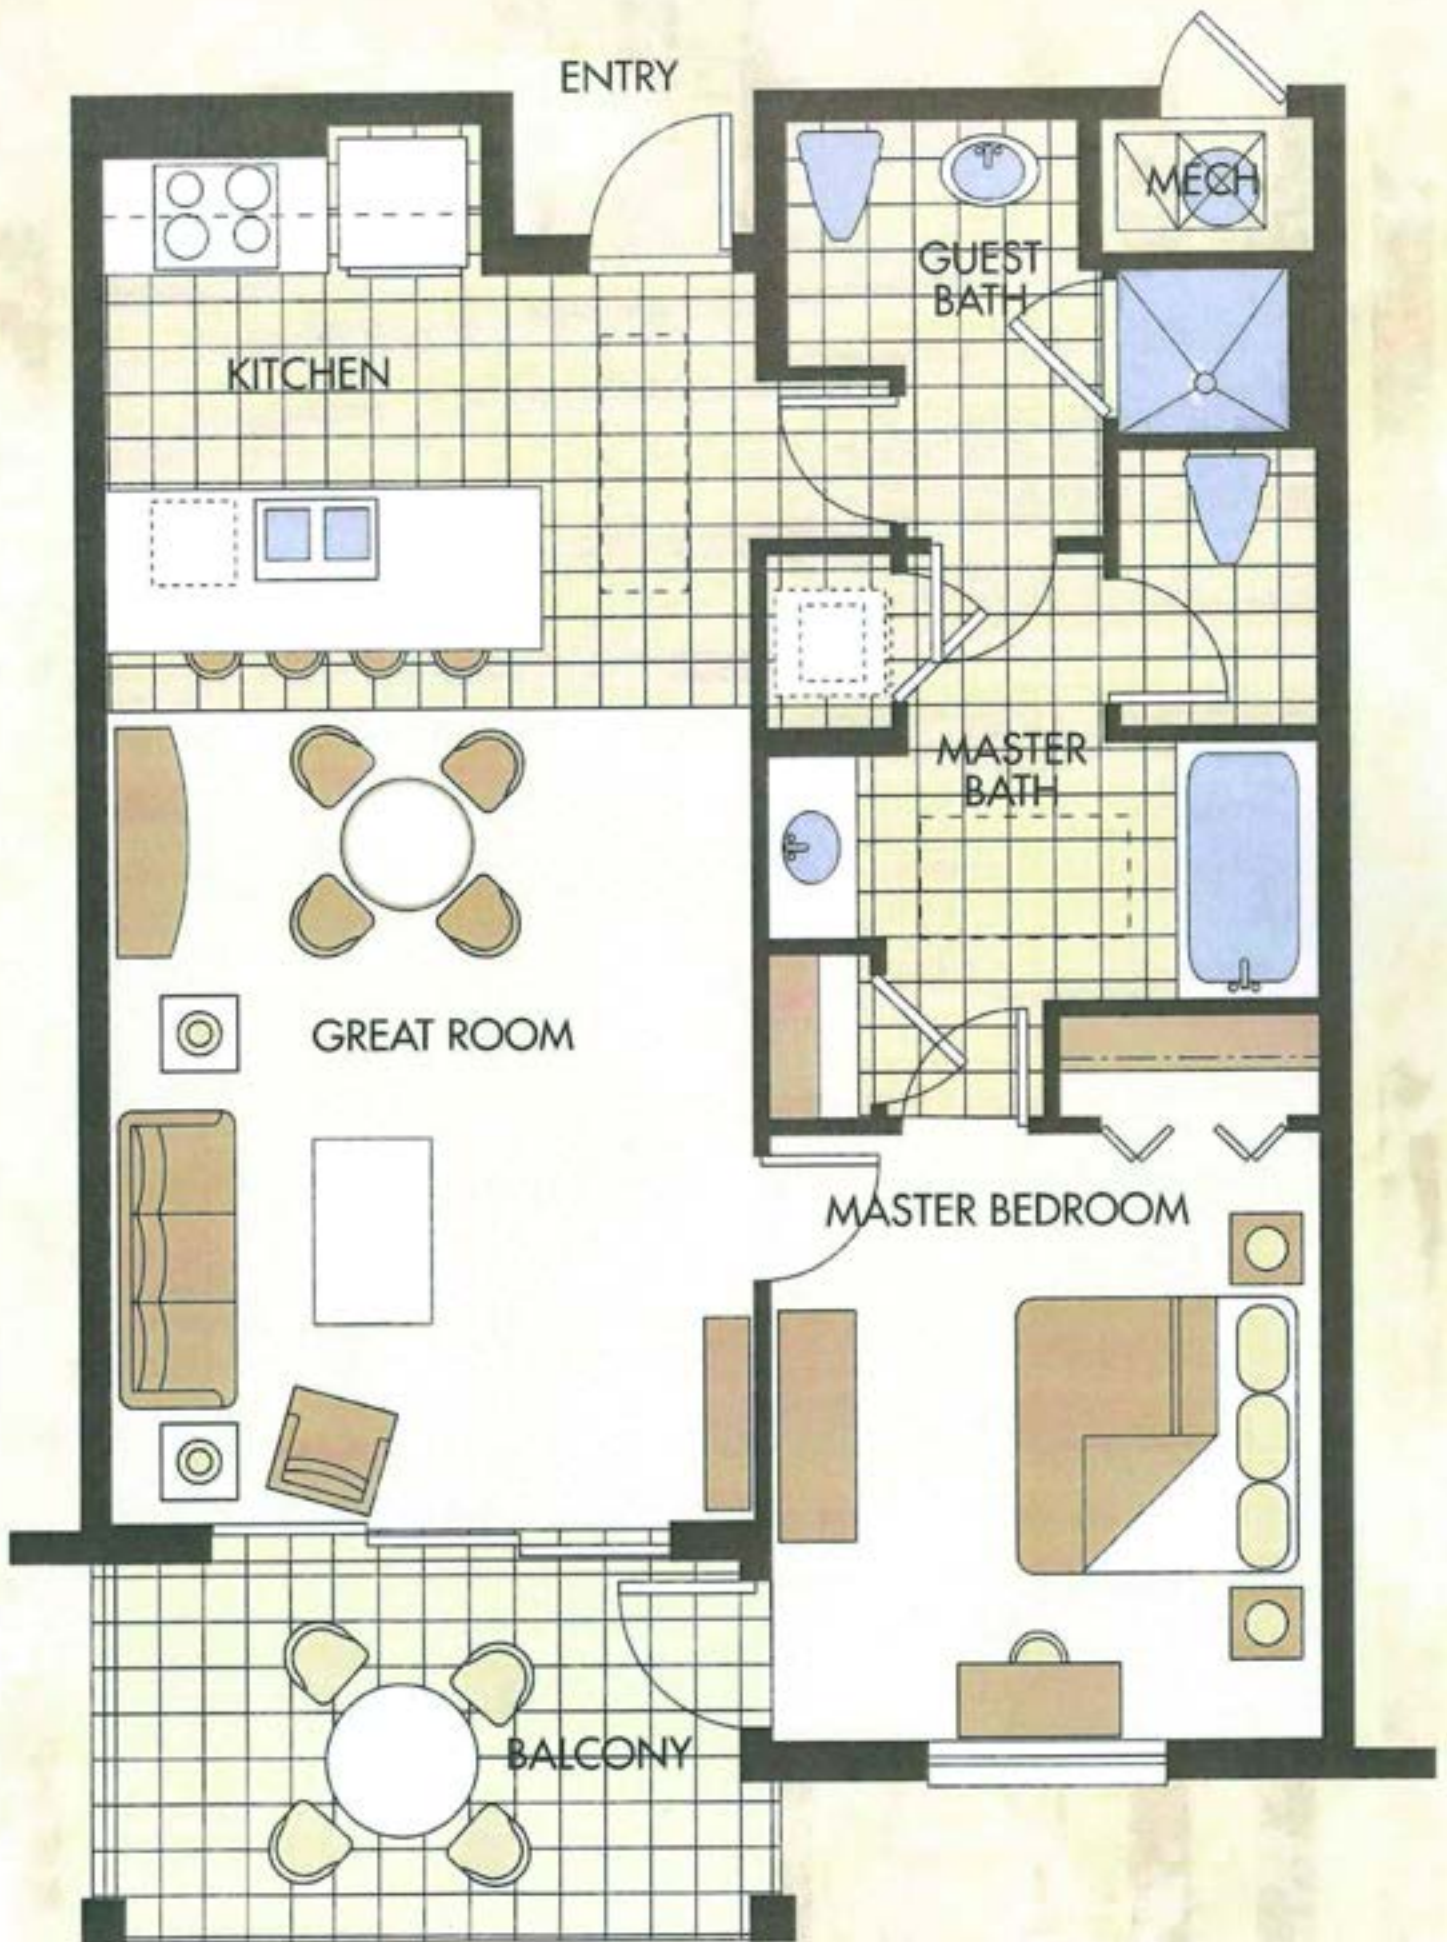 ENTRY
MECH
GUEST
BATH
KITCHEN
MASTER
BATH
GREAT ROOM
MASTER BEDROOM
BALCONY